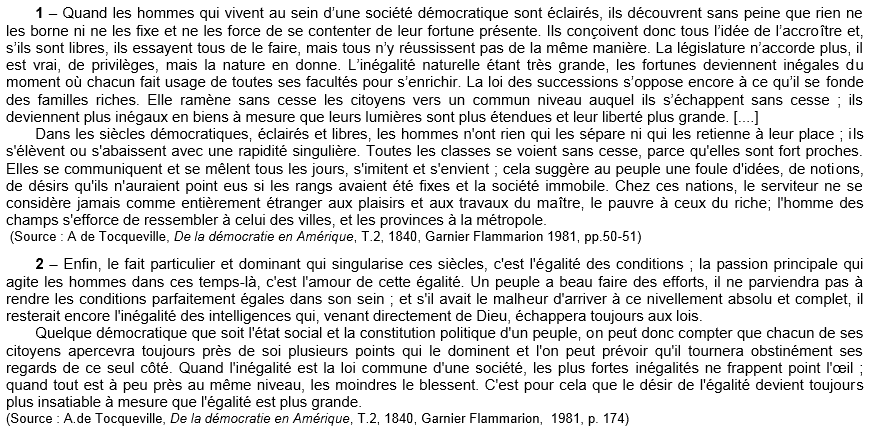 1 – Quand les hommes qui vivent au sein d'une société démocratique sont éclairés, ils découvrent sans peine que rien ne
les borne ni ne les fixe et ne les force de se contenter de leur fortune présente. Ils conçoivent donc tous l'idée de l'accroître et,
s'ils sont libres, ils essayent tous de le faire, mais tous n'y réussissent pas de la même manière. La législature n'accorde plus, il
est vrai, de privilèges, mais la nature en donne. L'inégalité naturelle étant très grande, les fortunes deviennent inégales du
moment où chacun fait usage de toutes ses facultés pour s'enrichir. La loi des successions s'oppose encore à ce qu'il se fonde
des familles riches. Elle ramène sans cesse les citoyens vers un commun niveau auquel ils s'échappent sans cesse ; ils
deviennent plus inégaux en biens à mesure que leurs lumières sont plus étendues et leur liberté plus grande. [....]
Dans les siècles démocratiques, éclairés et libres, les hommes n'ont rien qui les sépare ni qui les retienne à leur place ; ils
s'élèvent ou s'abaissent avec une rapidité singulière. Toutes les classes se voient sans cesse, parce qu'elles sont fort proches.
Elles se communiquent et se mêlent tous les jours, s'imitent et s'envient ; cela suggère au peuple une foule d'idées, de notions,
de désirs qu'ils n'auraient point eus si les rangs avaient été fixes et la société immobile. Chez ces nations, le serviteur ne se
considère jamais comme entièrement étranger aux plaisirs et aux travaux du maître, le pauvre à ceux du riche; l'homme des
champs s'efforce de ressembler à celui des villes, et les provinces à la métropole.
(Source : A de Tocqueville, De la démocratie en Amérique, T.2, 1840, Garnier Flammarion 1981, pp.50-51)
2 – Enfin, le fait particulier et dominant qui singularise ces siècles, c'est l'égalité des conditions ; la passion principale qui
agite les hommes dans ces temps-là, c'est l'amour de cette égalité. Un peuple a beau faire des efforts, il ne parviendra pas à
rendre les conditions parfaitement égales dans son sein ; et s'il avait le malheur d'arriver à ce nivellement absolu et complet, il
resterait encore l'inégalité des intelligences qui, venant directement de Dieu, échappera toujours aux lois.
Quelque démocratique que soit l'état social et la constitution politique d'un peuple, on peut donc compter que chacun de ses
citoyens apercevra toujours près de soi plusieurs points qui le dominent et l'on peut prévoir qu'il tournera obstinément ses
regards de ce seul côté. Quand l'inégalité est la loi commune d'une société, les plus fortes inégalités ne frappent point l'œil ;
quand tout est à peu près au même niveau, les moindres le blessent. C'est pour cela que le désir de l'égalité devient toujours
plus insatiable à mesure que l'égalité est plus grande.
(Source : A.de Tocqueville, De la démocratie en Amérique, T.2, 1840, Garnier Flammarion, 1981, p. 174)